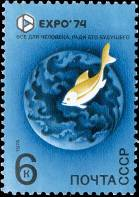 EXPO'74
ВСЕ ДЛЯ ЧЕЛОВЕКА, РАДИ ЕГО БУДУЩЕГО
1974
6 К
ПОЧТА
СССР